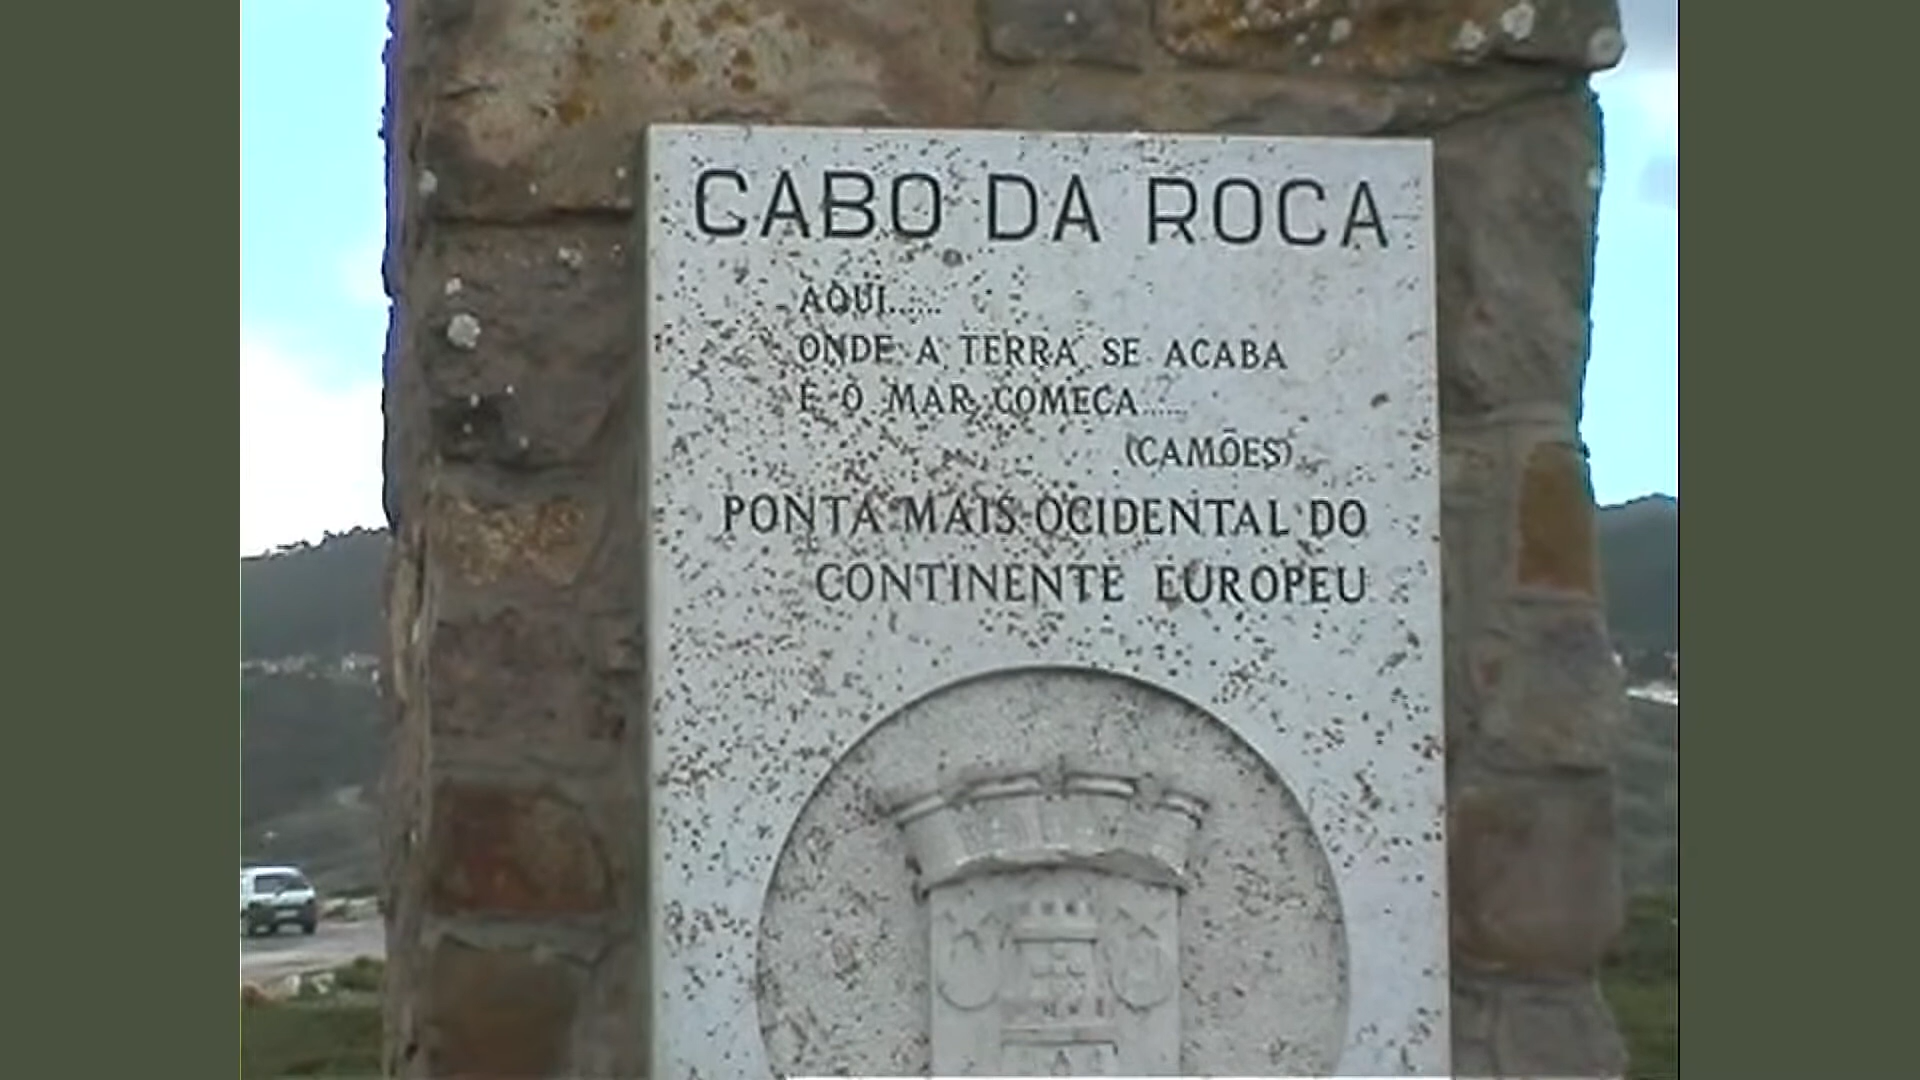 CABO DA ROCA
AQUI......
ONDE A TERRA SE ACABA
E O MAR COMEÇA......
(CAMÕES)
PONTA MAIS OCIDENTAL DO
CONTINENTE EUROPEU